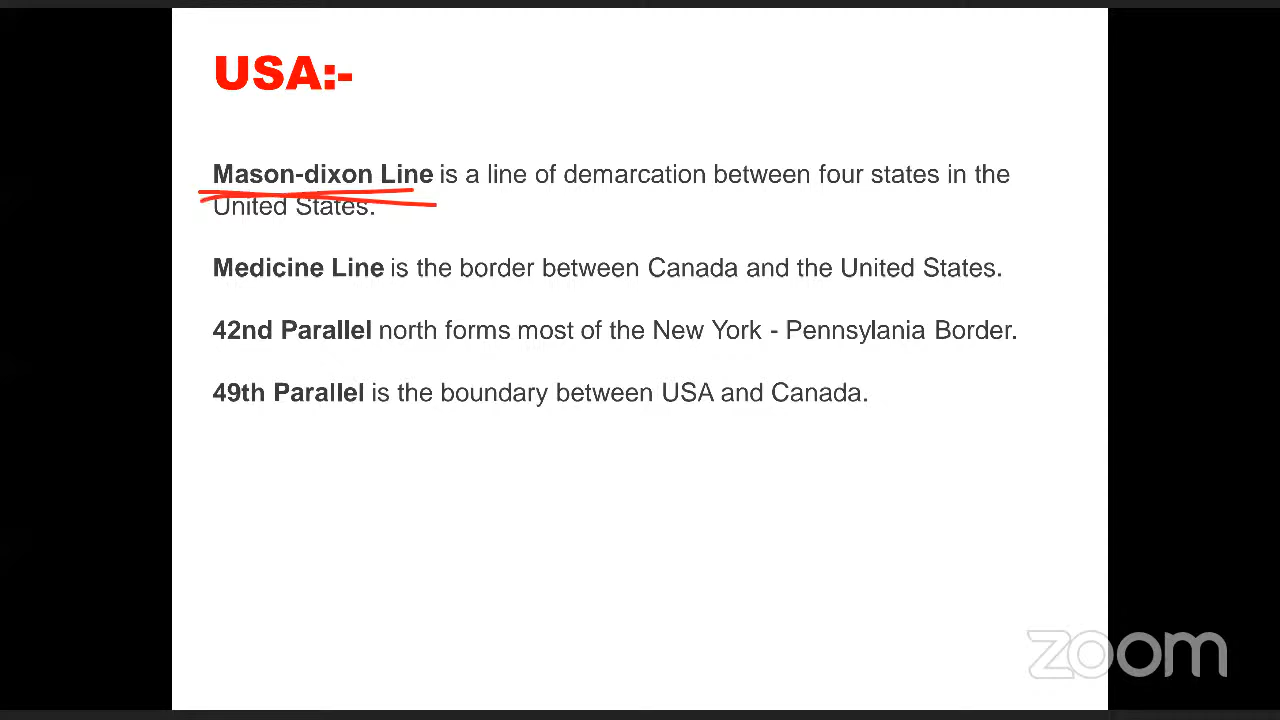 USA:-
Mason-dixon Line is a line of demarcation between four states in the
United States.
Medicine Line is the border between Canada and the United States.
42nd Parallel north forms most of the New York - Pennsylania Border.
49th Parallel is the boundary between USA and Canada.
zoom